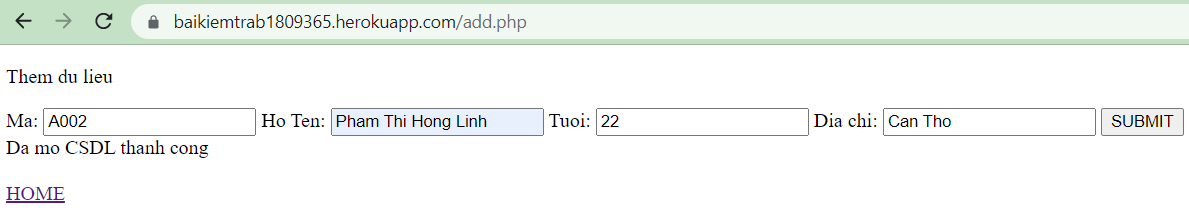 baikiemtrab1809365.herokuapp.com/add.php
Them du lieu
Ma: A002 Ho Ten: Pham Thi Hong Linh Tuoi: 22 Dia chi: Can Tho SUBMIT
Da mo CSDL thanh cong
HOME